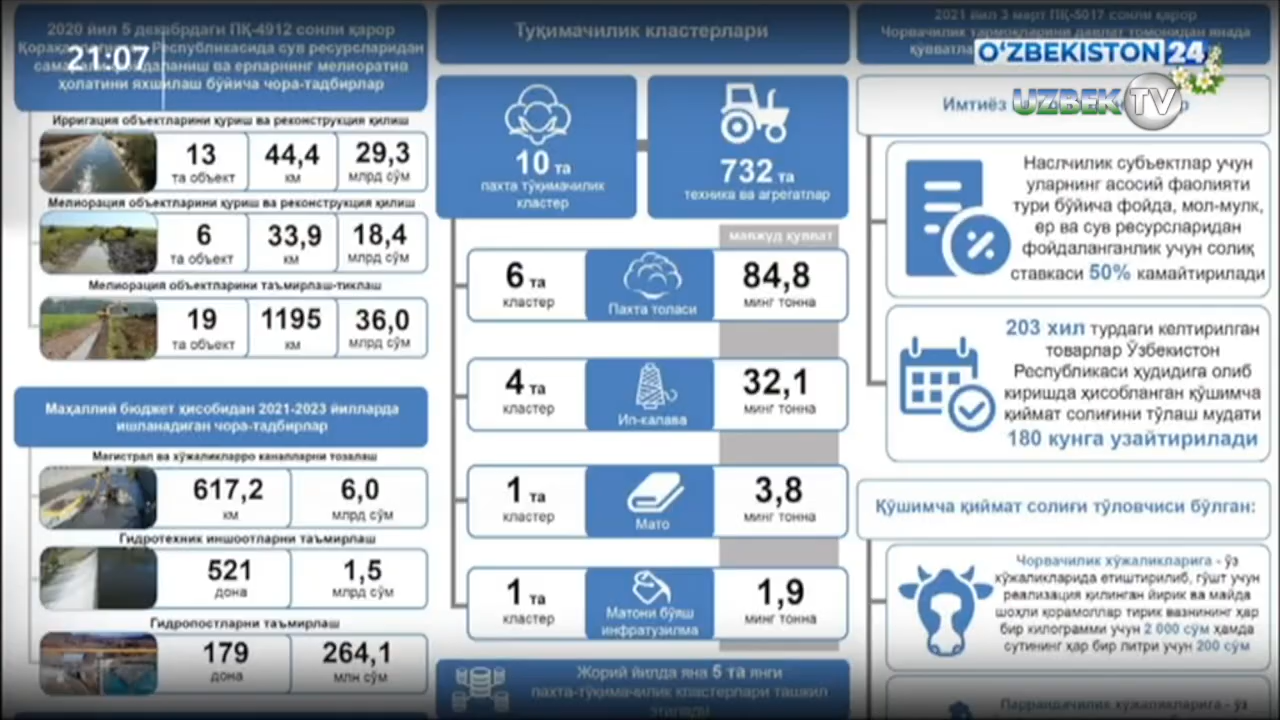 2020 йил 5 декабрдаги ПҚ-4912 сонли қарор
Республикасида сув ресурсларидан
ва ерларнинг мелиоратив
ҳолатини яхшилаш бўйича чора-тадбирлар
21:07
Ирригация объектларини қуриш ва реконструкция қилиш
13 44,4 29,3
та объект км млрд сўм
Мелиорация объектларини қуриш ва реконструкция қилиш
6 33,9 18,4
та объект км млрд сўм
Мелиорация объектларини таъмирлаш-тиклаш
19 1195 36,0
та объект км млрд сўм
Маҳаллий бюджет ҳисобидан 2021-2023 йилларда
ишланадиган чора-тадбирлар
Магистрал ва хўжаликларро каналларни тозалаш
617,2 6,0
км млрд сўм
Гидротехник иншоотларни таъмирлаш
521 1,5
дона млрд сўм
Гидропостларни таъмирлаш
179 264,1
дона млн сўм
Туқимачилик кластерлари
10 та
пахта тўқимачилик
кластер
732 та
техника ва агрегатлар
мавжуд қувват
6 та
кластер
Пахта толаси
84,8
минг тонна
4 та
кластер
Ип-калава
32,1
минг тонна
1 та
кластер
Мато
3,8
минг тонна
1 та
кластер
Матони бўяш
инфратузилма
1,9
минг тонна
Жорий йилда яна 5 та янги
пахта-тўқимачилик кластерлари ташкил
этилади
2021 йил 3 март ПҚ-5017 сонли қарор
Чорвачилик тармоқларини давлат томонидан янада
O‘ZBEKISTON 24
UZBEK TV
Имтиёз
Наслчилик субъектлар учун
уларнинг асосий фаолияти
тури бўйича фойда, мол-мулк,
ер ва сув ресурсларидан
фойдаланганлик учун солиқ
ставкаси 50% камайтирилади
203 хил турдаги келтирилган
товарлар Ўзбекистон
Республикаси ҳудидига олиб
киришда ҳисобланган қўшимча
қиймат солиғини тўлаш мудати
180 кунга узайтирилади
Қўшимча қиймат солиғи тўловчиси бўлган:
Чорвачилик хўжаликларига - ўз
хўжаликларида етиштирилиб, гўшт учун
реализация қилинган йирик ва майда
шоҳли қорамоллар тирик вазнининг ҳар
бир килограмми учун 2 000 сўм ҳамда
сутининг ҳар бир литри учун 200 сўм
Паррандачилик хўжаликларига - ўз